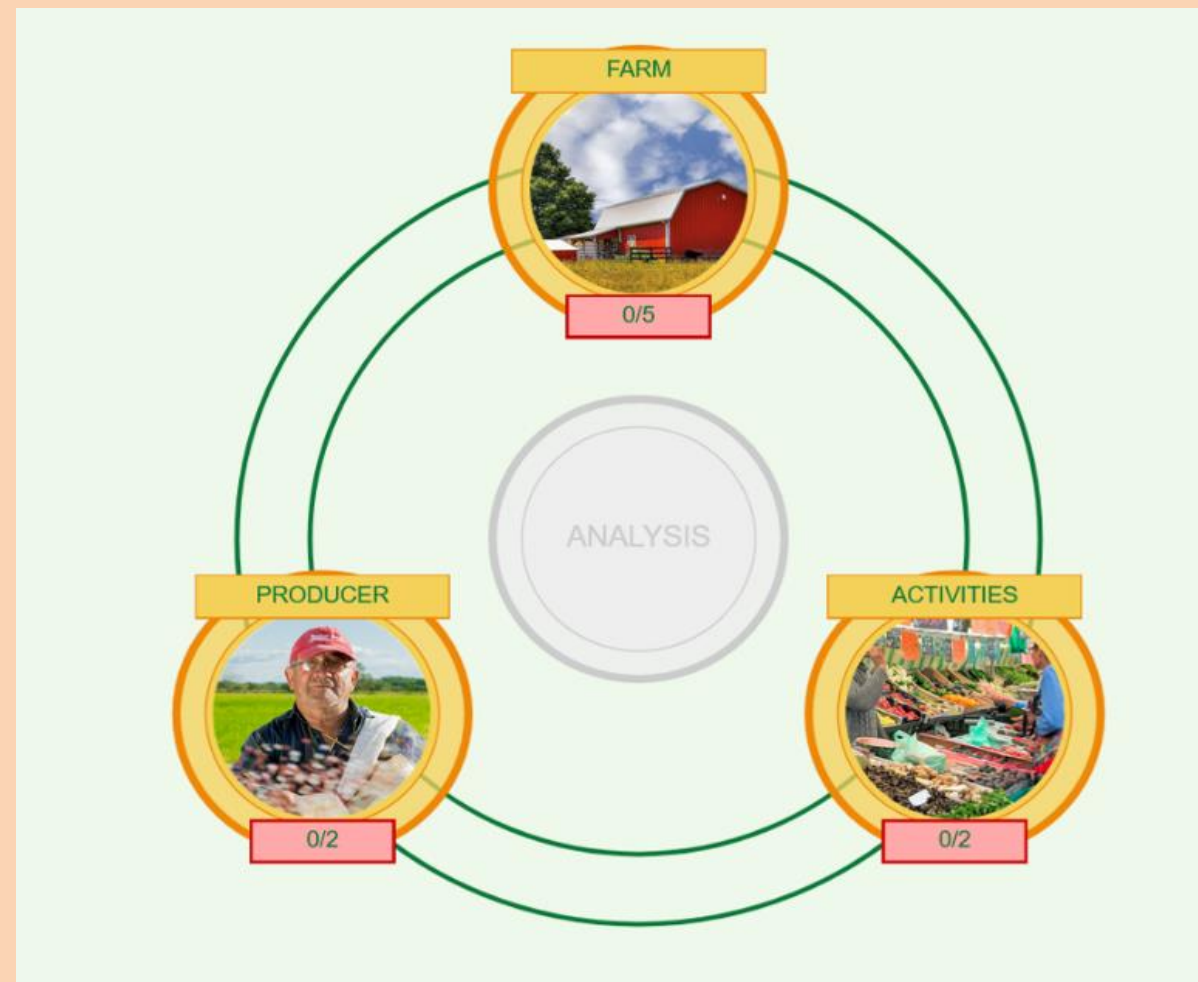 FARM
0/5
ANALYSIS
PRODUCER
0/2
ACTIVITIES
0/2